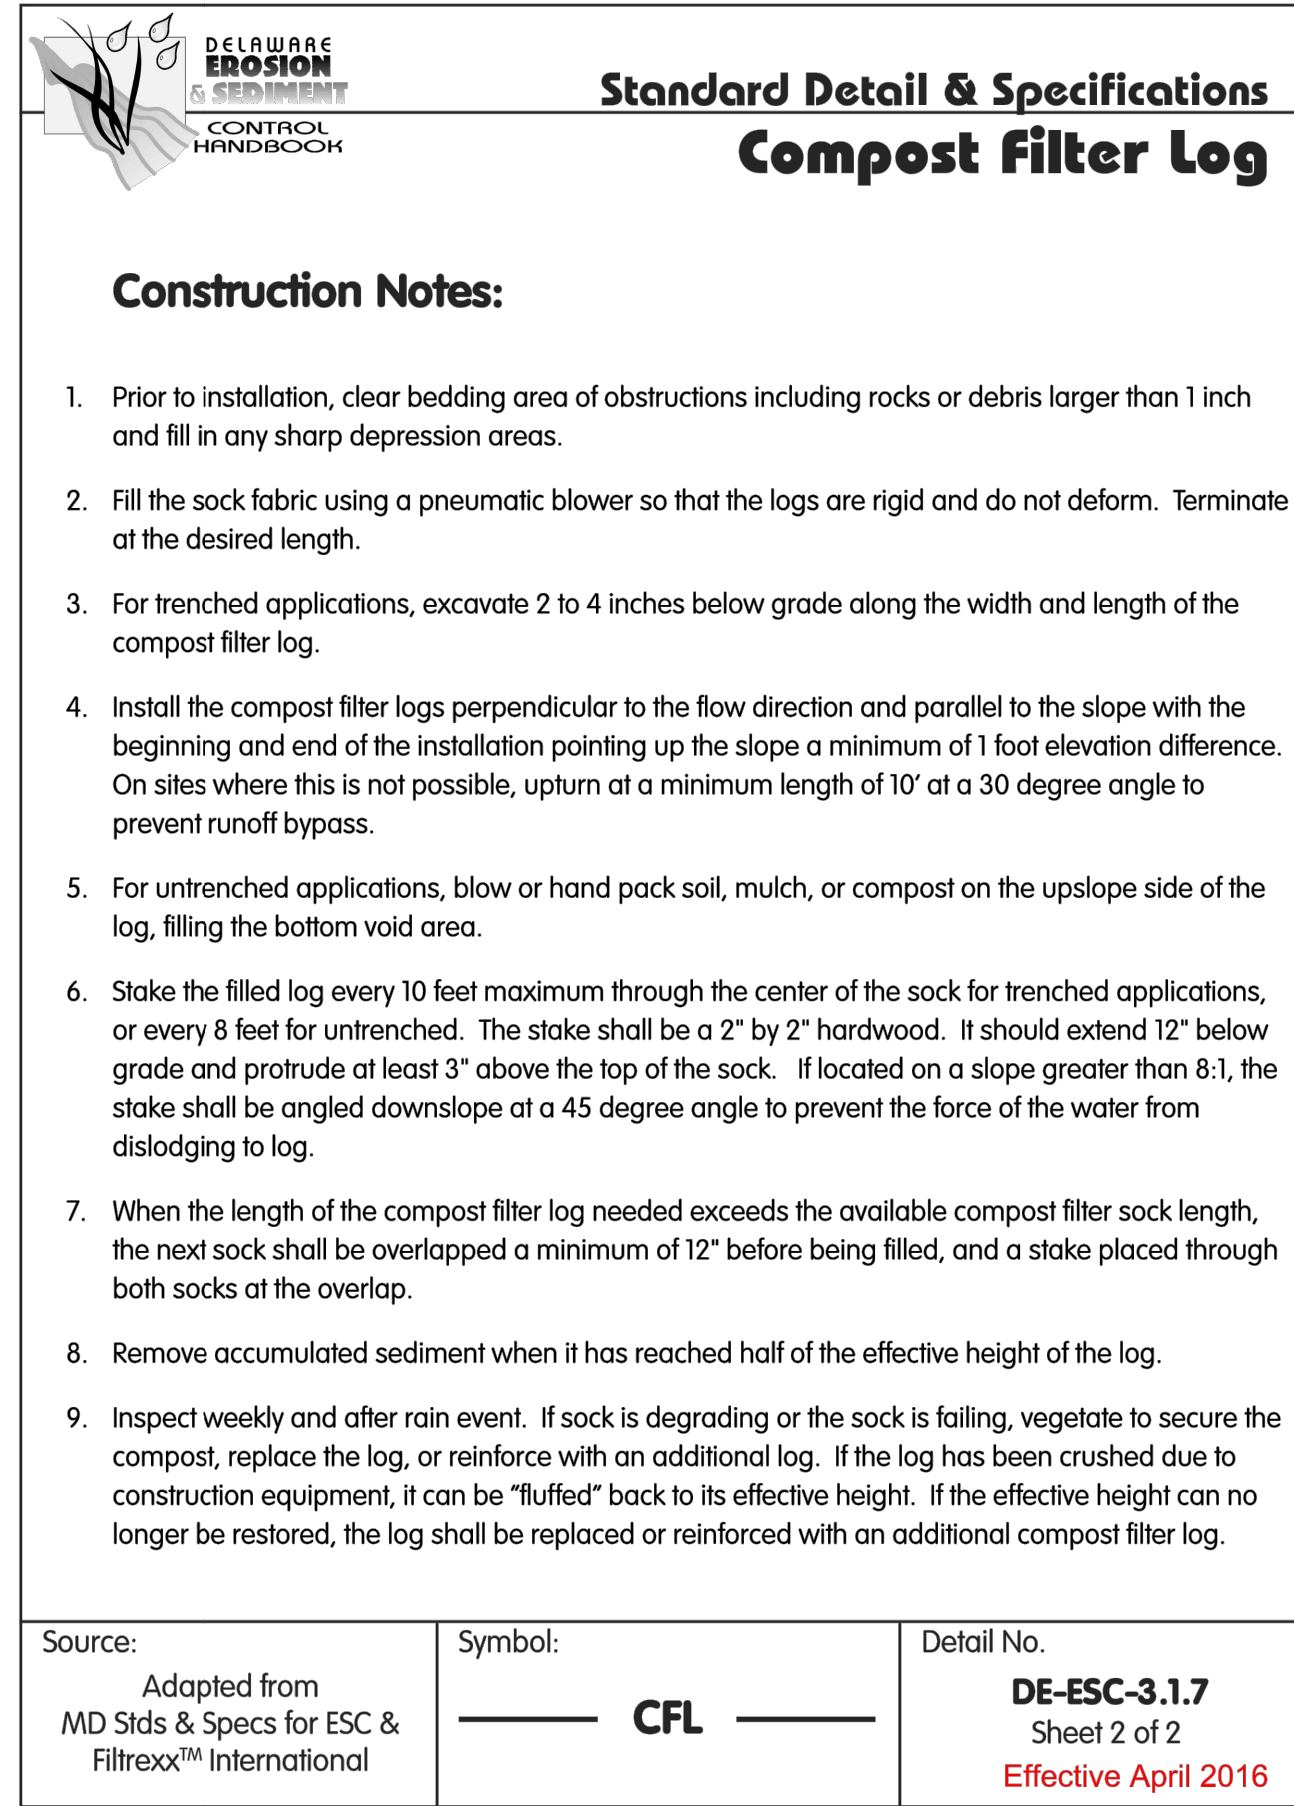 DELAWARE
EROSION
& SEDIMENT
CONTROL
HANDBOOK
Standard Detail & Specifications
Compost Filter Log
Construction Notes:
1. Prior to installation, clear bedding area of obstructions including rocks or debris larger than 1 inch
and fill in any sharp depression areas.
2. Fill the sock fabric using a pneumatic blower so that the logs are rigid and do not deform. Terminate
at the desired length.
3. For trenched applications, excavate 2 to 4 inches below grade along the width and length of the
compost filter log.
4. Install the compost filter logs perpendicular to the flow direction and parallel to the slope with the
beginning and end of the installation pointing up the slope a minimum of 1 foot elevation difference.
On sites where this is not possible, upturn at a minimum length of 10’ at a 30 degree angle to
prevent runoff bypass.
5. For untrenched applications, blow or hand pack soil, mulch, or compost on the upslope side of the
log, filling the bottom void area.
6. Stake the filled log every 10 feet maximum through the center of the sock for trenched applications,
or every 8 feet for untrenched. The stake shall be a 2" by 2" hardwood. It should extend 12" below
grade and protrude at least 3" above the top of the sock. If located on a slope greater than 8:1, the
stake shall be angled downslope at a 45 degree angle to prevent the force of the water from
dislodging to log.
7. When the length of the compost filter log needed exceeds the available compost filter sock length,
the next sock shall be overlapped a minimum of 12" before being filled, and a stake placed through
both socks at the overlap.
8. Remove accumulated sediment when it has reached half of the effective height of the log.
9. Inspect weekly and after rain event. If sock is degrading or the sock is failing, vegetate to secure the
compost, replace the log, or reinforce with an additional log. If the log has been crushed due to
construction equipment, it can be “fluffed” back to its effective height. If the effective height can no
longer be restored, the log shall be replaced or reinforced with an additional compost filter log.
Source:
Adapted from
MD Stds & Specs for ESC &
Filtrexx™ International
Symbol:
CFL
Detail No.
DE-ESC-3.1.7
Sheet 2 of 2
Effective April 2016